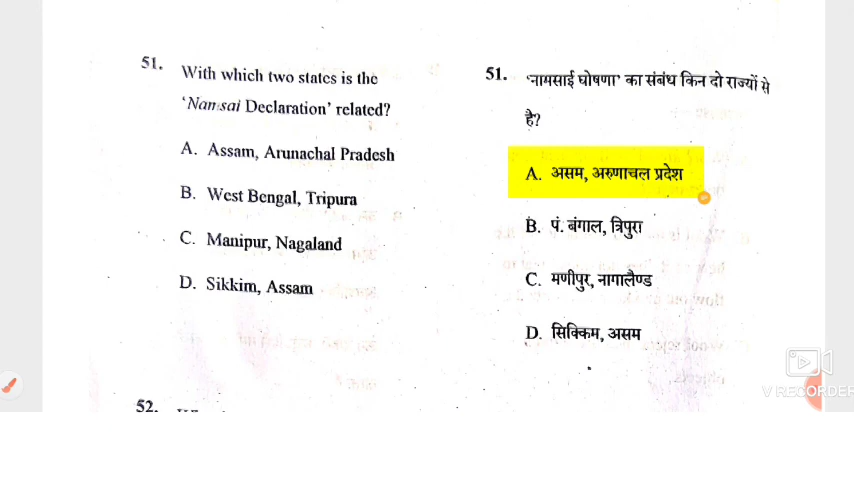 51.
With which two states is the
'Namsai Declaration' related?
A. Assam, Arunachal Pradesh
B. West Bengal, Tripura
C. Manipur, Nagaland
D. Sikkim, Assam
52.
51. 'नामसाई घोषणा' का संबंध किन दो राज्यों से
है?
A. असम, अरुणाचल प्रदेश
B. पं. बंगाल, त्रिपुरा
C. मणीपुर, नागालैण्ड
D. सिक्किम, असम
V RECORDER